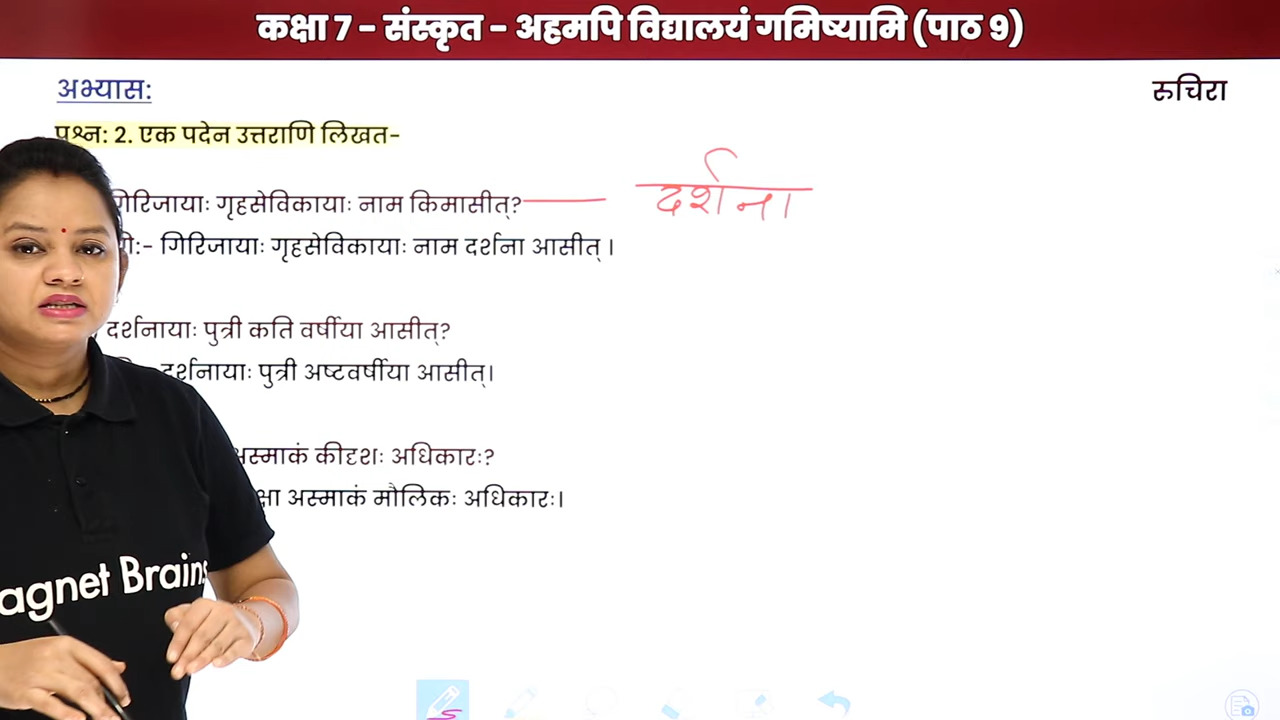 कक्षा 7 - संस्कृत - अहमपि विद्यालयं गमिष्यामि (पाठ 9)
अभ्यास:
रुचिरा
प्रश्न: 2. एक पदेन उत्तराणि लिखत-
गिरिजायाः गृहसेविकायाः नाम किमासीत्? दर्शना
गिरिजायाः गृहसेविकायाः नाम दर्शना आसीत् ।
दर्शनायाः पुत्री कति वर्षीया आसीत्?
दर्शनायाः पुत्री अष्टवर्षीया आसीत्।
अस्माकं कीदृशः अधिकारः?
अस्माकं मौलिकः अधिकारः।
agnet Brains